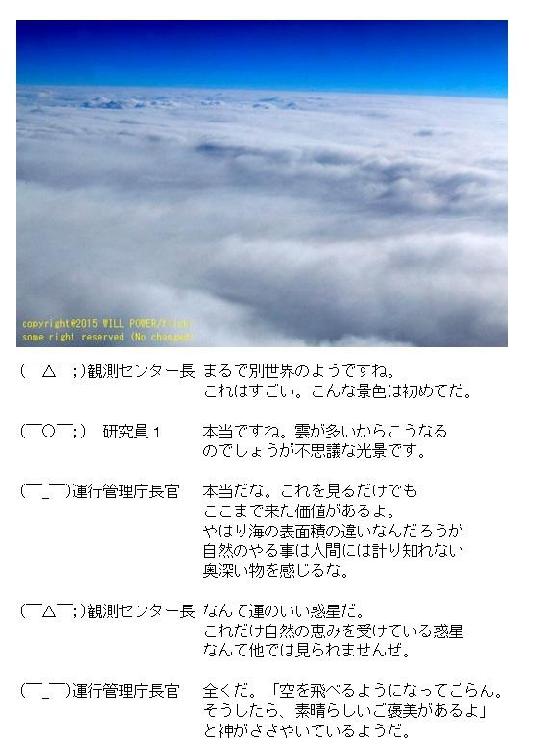 copyright@2015 WILL POWER/flickr
some right reserved (No changed)
(　△　;)観測センター長 まるで別世界のようですね。
これはすごい。こんな景色は初めてだ。
(￣○￣;)　研究員１　本当ですね。雲が多いからこうなる
のでしょうが不思議な光景です。
(￣_￣)運行管理庁長官　本当だな。これを見るだけでも
ここまで来た価値があるよ。
やはり海の表面積の違いなんだろうが
自然のやる事は人間には計り知れない
奥深い物を感じるな。
(￣△￣;)観測センター長 なんて運のいい惑星だ。
これだけ自然の恵みを受けている惑星
なんて他では見られませんぜ。
(￣_￣)運行管理庁長官　全くだ。「空を飛べるようになってごらん。
そうしたら、素晴らしいご褒美があるよ」
と神がささやいているようだ。